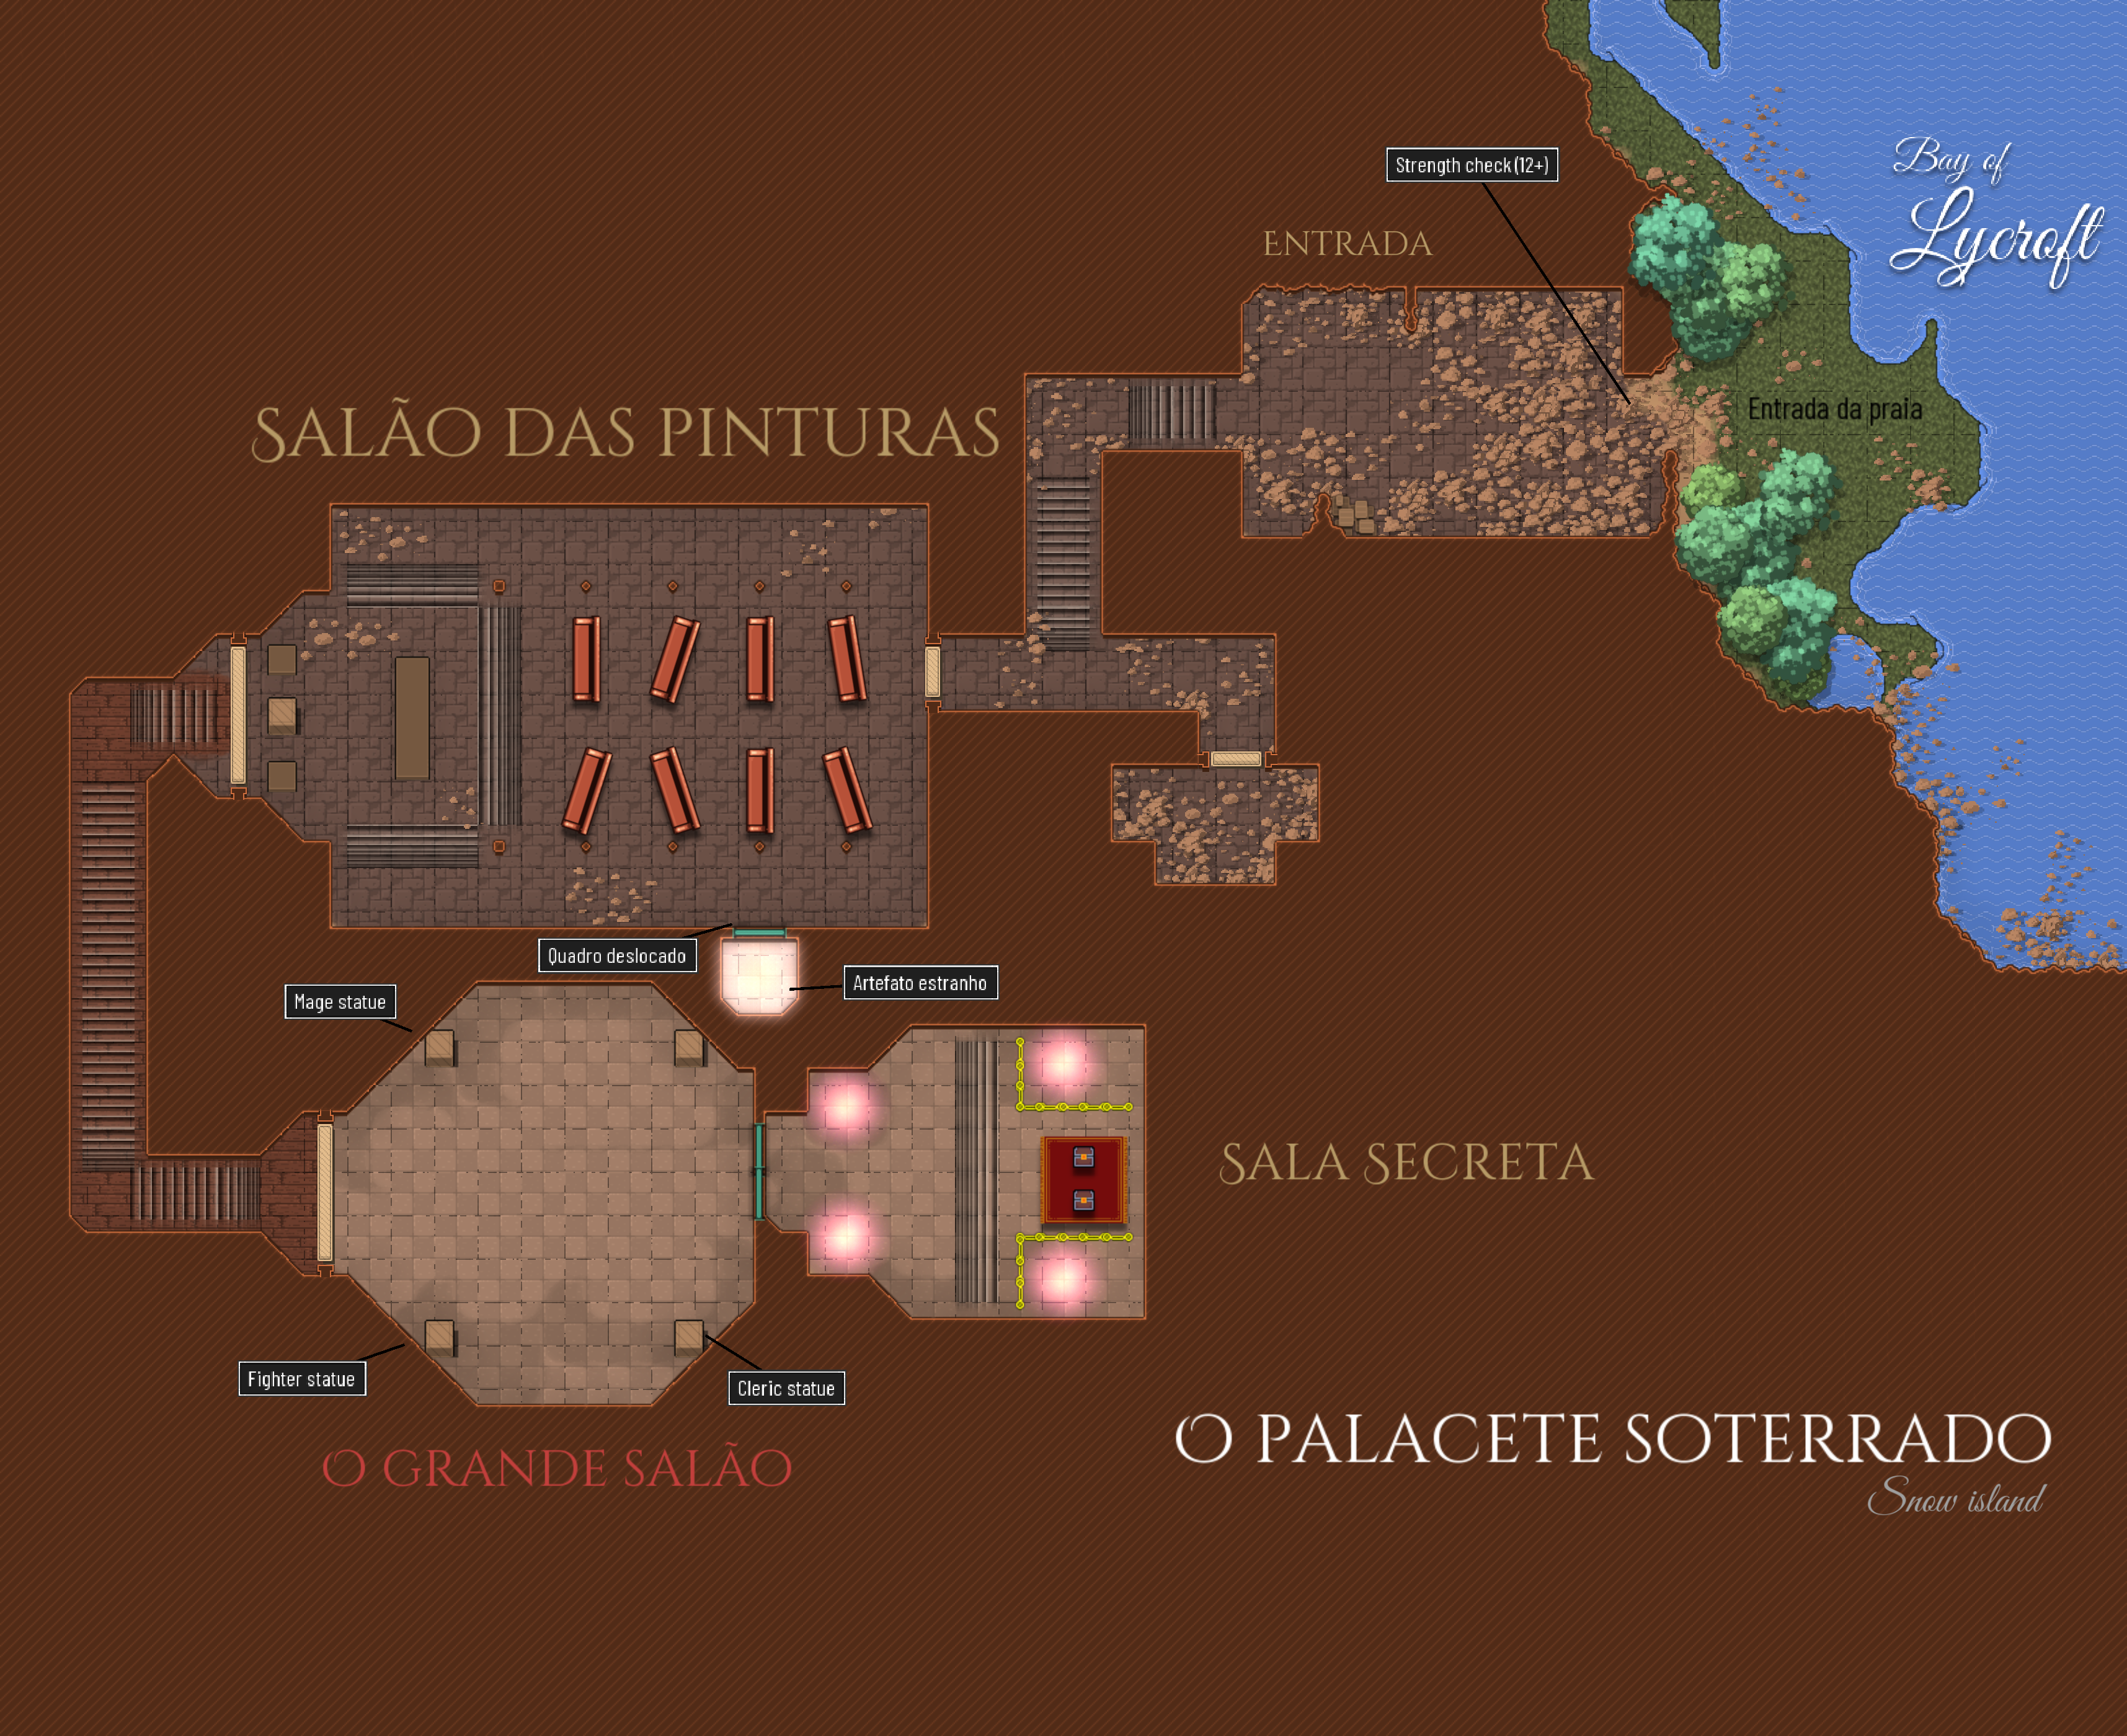 Bay of
Lycroft
Strength check (12+)
Entrada
Entrada da praia
Salão das pinturas
Quadro deslocado
Artefato estranho
Mage statue
Sala Secreta
Fighter statue
Cleric statue
O grande salão
O palacete soterrado
Snow island